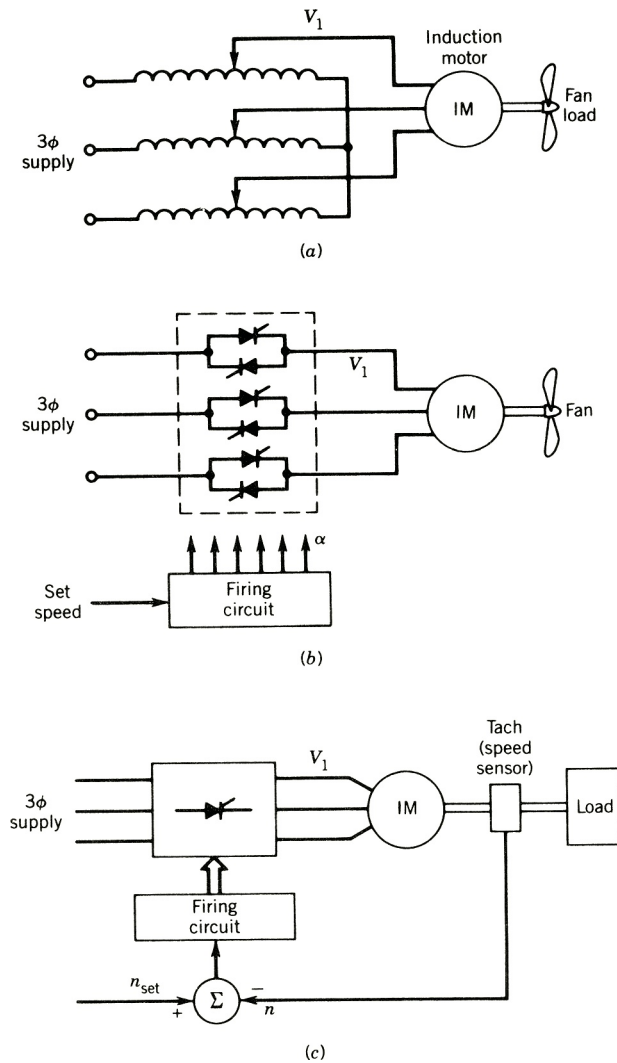 V₁
Induction
motor
IM
Fan
load
3ϕ
supply
(a)
V₁
3ϕ
supply
IM
Fan
α
Set
speed
Firing
circuit
(b)
Tach
(speed
sensor)
V₁
3ϕ
supply
IM
Load
Firing
circuit
n_set
+
Σ
−
n
(c)